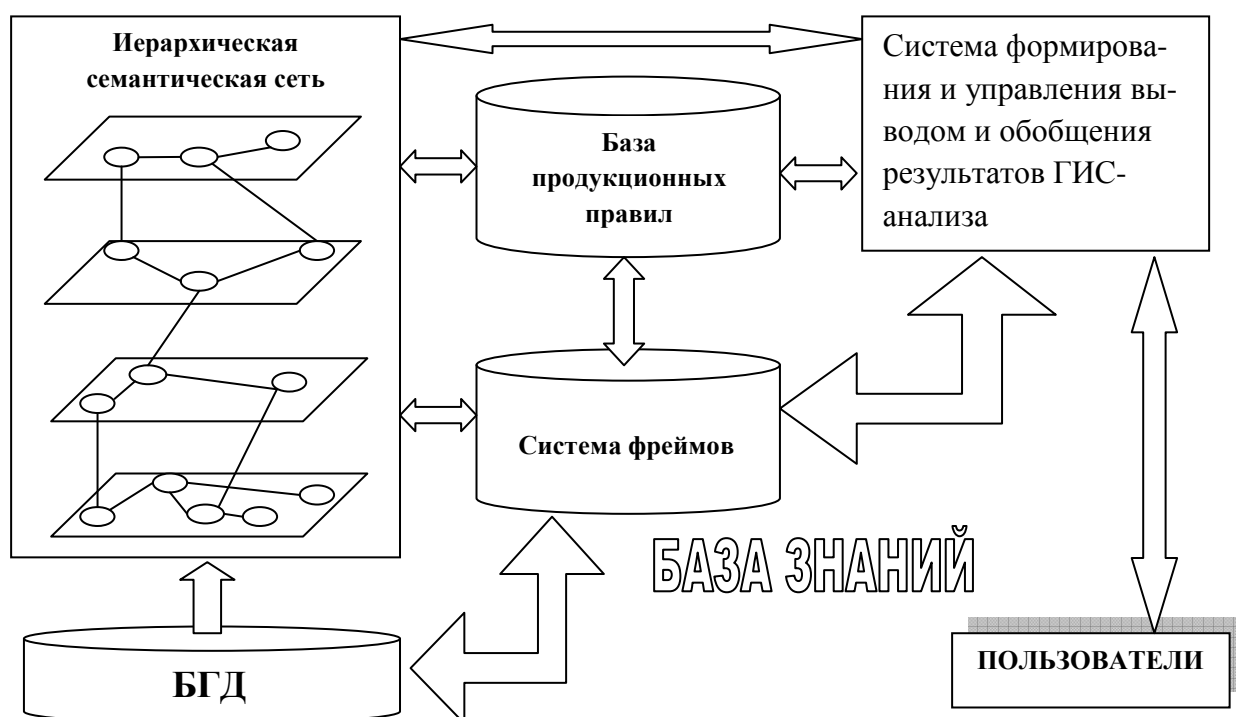 Иерархическая
семантическая сеть
База
продукционных
правил
Система формирова-
ния и управления вы-
водом и обобщения
результатов ГИС-
анализа
Система фреймов
БАЗА ЗНАНИЙ
БГД
ПОЛЬЗОВАТЕЛИ